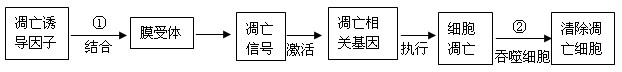 凋亡诱导因子
①
结合
膜受体
凋亡信号
激活
凋亡相关基因
执行
细胞凋亡
②
吞噬细胞
清除凋亡细胞